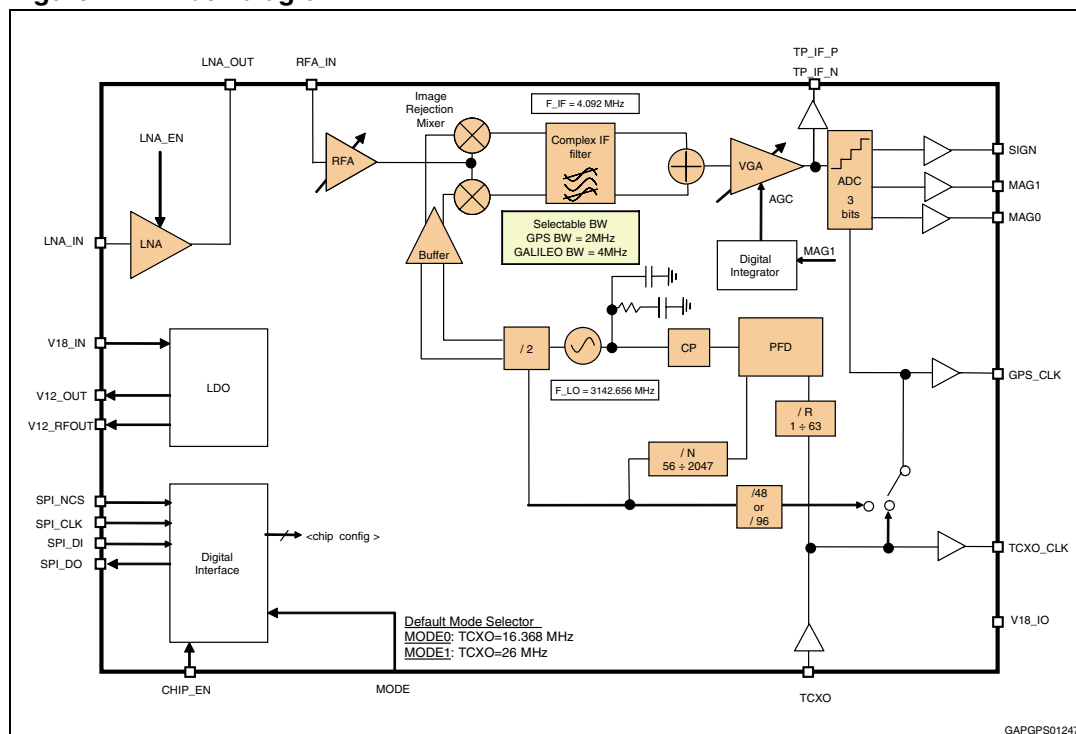 LNA_OUT
RFA_IN
TP_IF_P
TP_IF_N
Image
Rejection
Mixer
F_IF = 4.092 MHz
LNA_EN
RFA
Complex IF
filter
VGA
ADC
3
bits
SIGN
MAG1
MAG0
AGC
LNA_IN
LNA
Buffer
Selectable BW
GPS BW = 2MHz
GALILEO BW = 4MHz
Digital
Integrator
MAG1
V18_IN
LDO
V12_OUT
V12_RFOUT
/ 2
CP
PFD
GPS_CLK
F_LO = 3142.656 MHz
/ R
1 ÷ 63
/ N
56 ÷ 2047
/48
or
/ 96
SPI_NCS
SPI_CLK
SPI_DI
SPI_DO
Digital
Interface
<chip config >
TCXO_CLK
Default Mode Selector
MODE0: TCXO=16.368 MHz
MODE1: TCXO=26 MHz
V18_IO
CHIP_EN
MODE
TCXO
GAPGPS01247